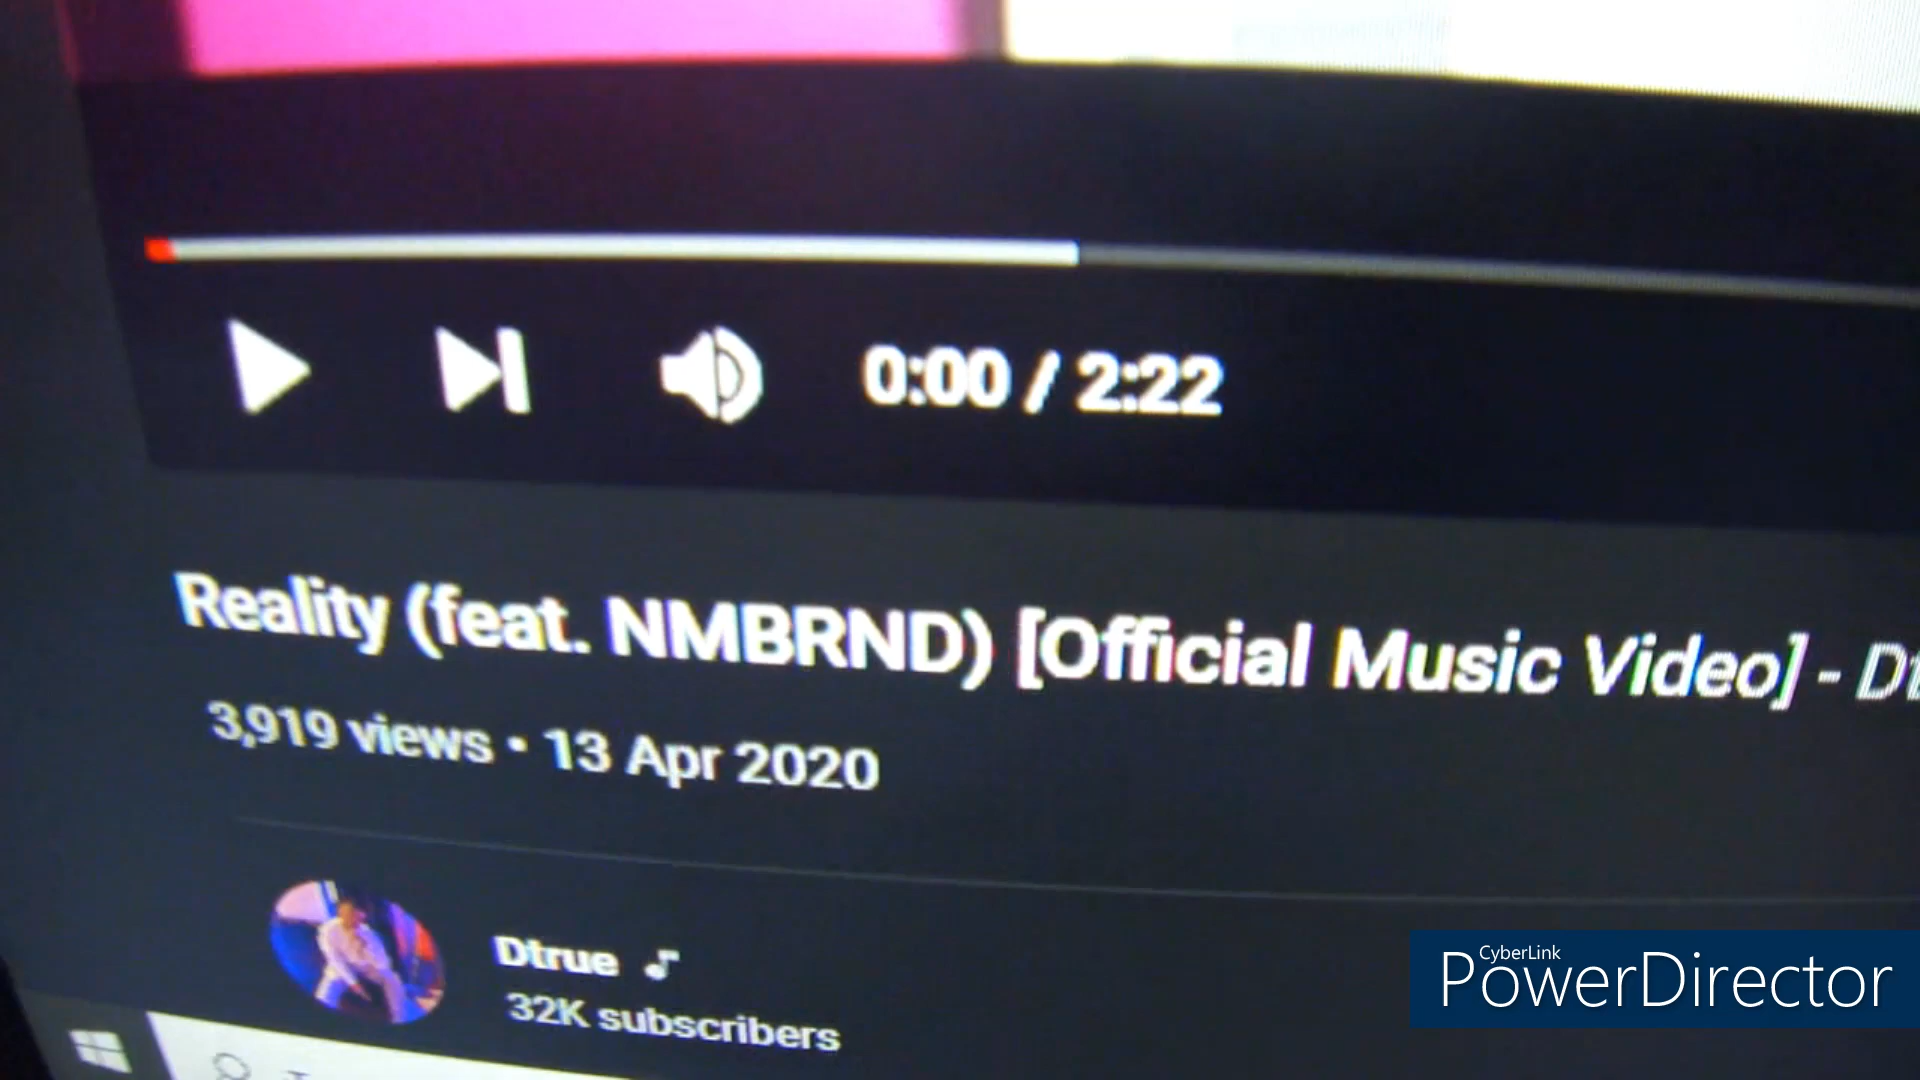 0:00 / 2:22
Reality (feat. NMBRND) [Official Music Video] - Dt
3,919 views • 13 Apr 2020
Dtrue ♪
32K subscribers
CyberLink
PowerDirector